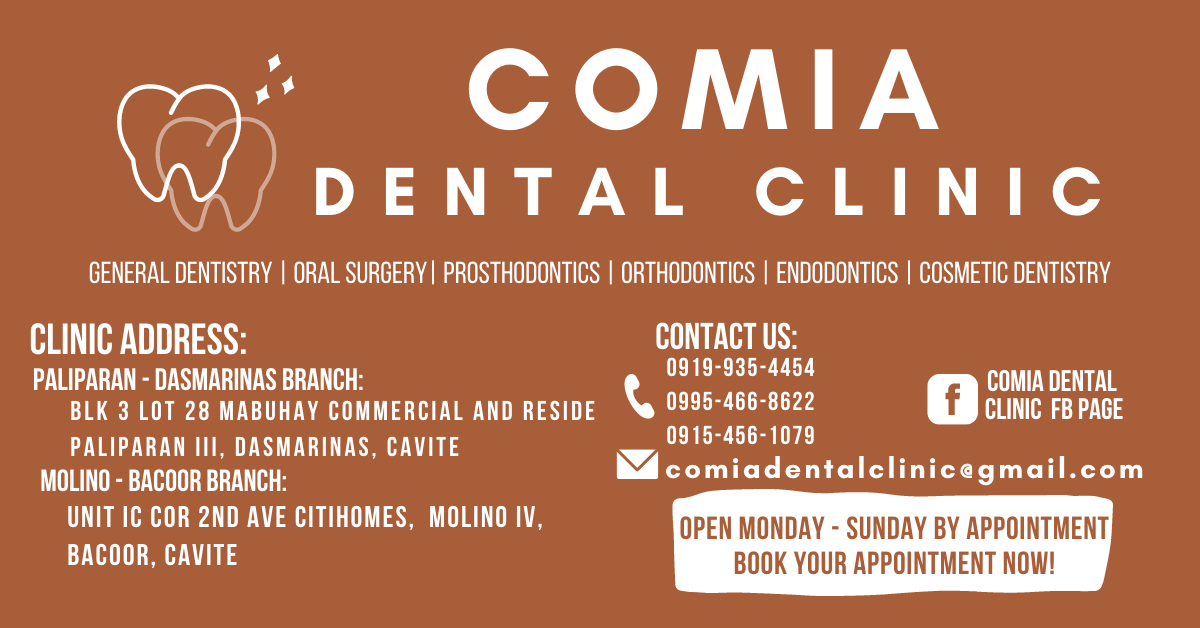 COMIA
DENTAL CLINIC
GENERAL DENTISTRY | ORAL SURGERY| PROSTHODONTICS | ORTHODONTICS | ENDODONTICS | COSMETIC DENTISTRY
CLINIC ADDRESS:
PALIPARAN - DASMARINAS BRANCH:
BLK 3 LOT 28 MABUHAY COMMERCIAL AND RESIDE
PALIPARAN III, DASMARINAS, CAVITE
MOLINO - BACOOR BRANCH:
UNIT IC COR 2ND AVE CITIHOMES, MOLINO IV,
BACOOR, CAVITE
CONTACT US:
0919-935-4454
0995-466-8622
0915-456-1079
comiadentalclinic@gmail.com
f
COMIA DENTAL
CLINIC FB PAGE
OPEN MONDAY - SUNDAY BY APPOINTMENT
BOOK YOUR APPOINTMENT NOW!